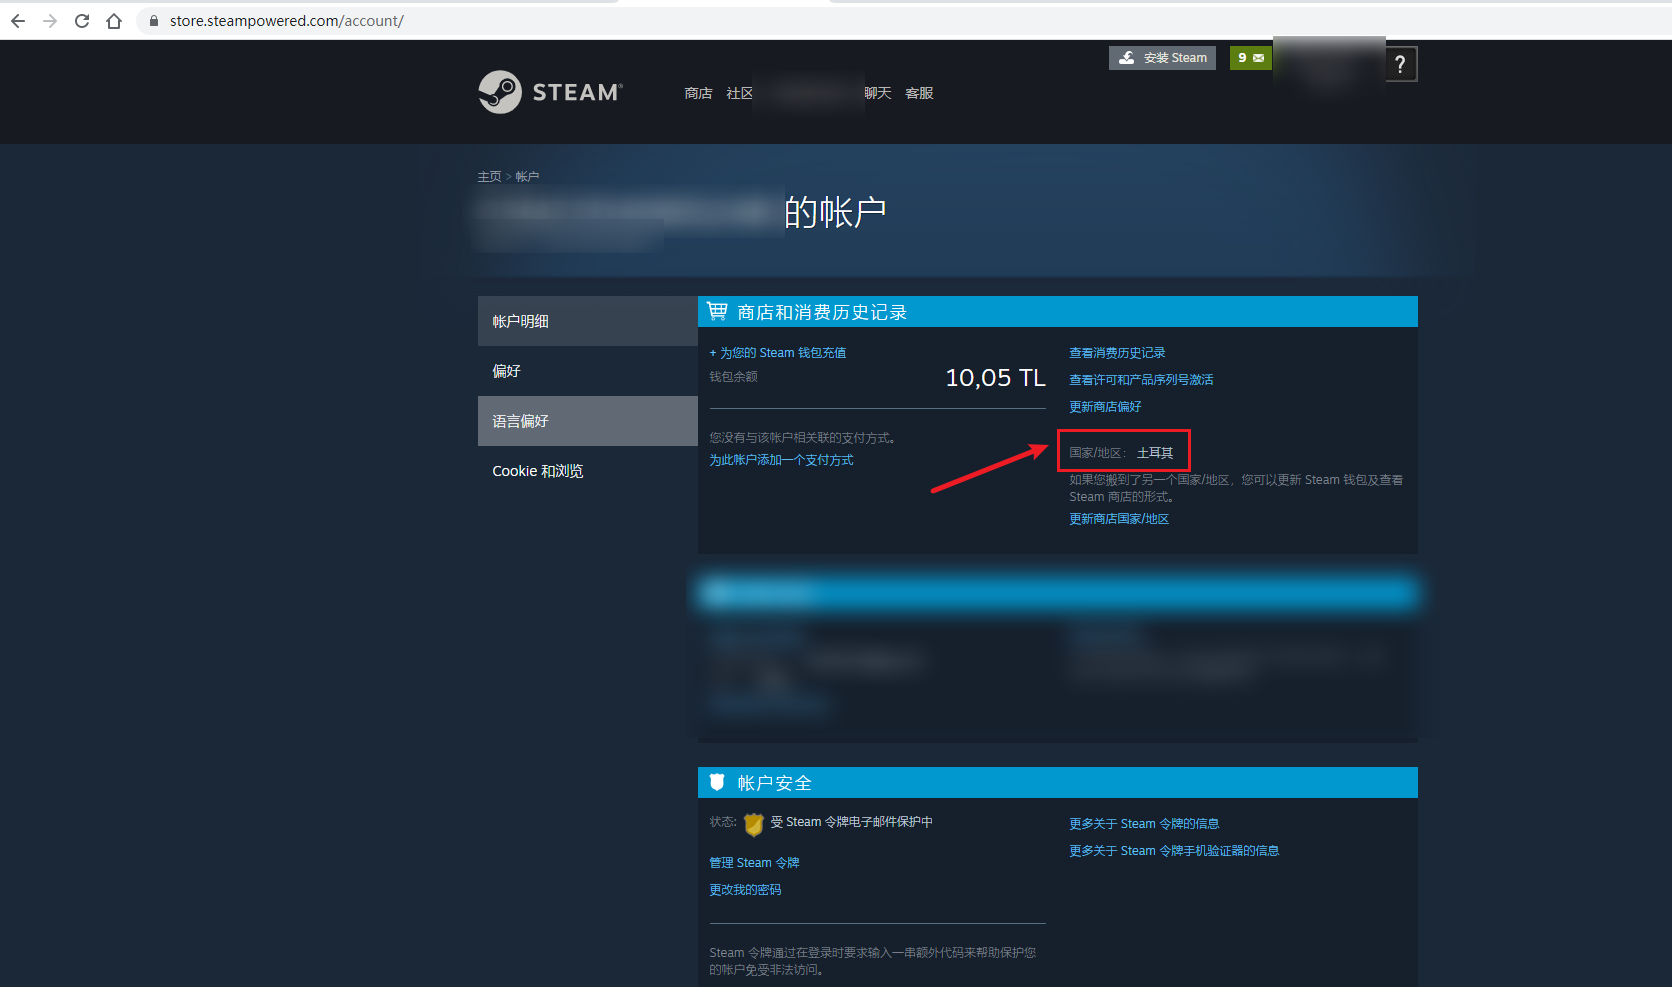 store.steampowered.com/account/
安装 Steam
9
?
STEAM®
商店 社区 聊天 客服
主页 > 帐户
的帐户
帐户明细
偏好
语言偏好
Cookie 和浏览
商店和消费历史记录
+ 为您的 Steam 钱包充值
钱包余额
10,05 TL
您没有与该帐户相关联的支付方式。
为此帐户添加一个支付方式
查看消费历史记录
查看许可和产品序列号激活
更新商店偏好
国家/地区： 土耳其
如果您搬到了另一个国家/地区，您可以更新 Steam 钱包及查看
Steam 商店的形式。
更新商店国家/地区
帐户安全
状态: 受 Steam 令牌电子邮件保护中
管理 Steam 令牌
更改我的密码
Steam 令牌通过在登录时要求输入一串额外代码来帮助保护您
的帐户免受非法访问。
更多关于 Steam 令牌的信息
更多关于 Steam 令牌手机验证器的信息